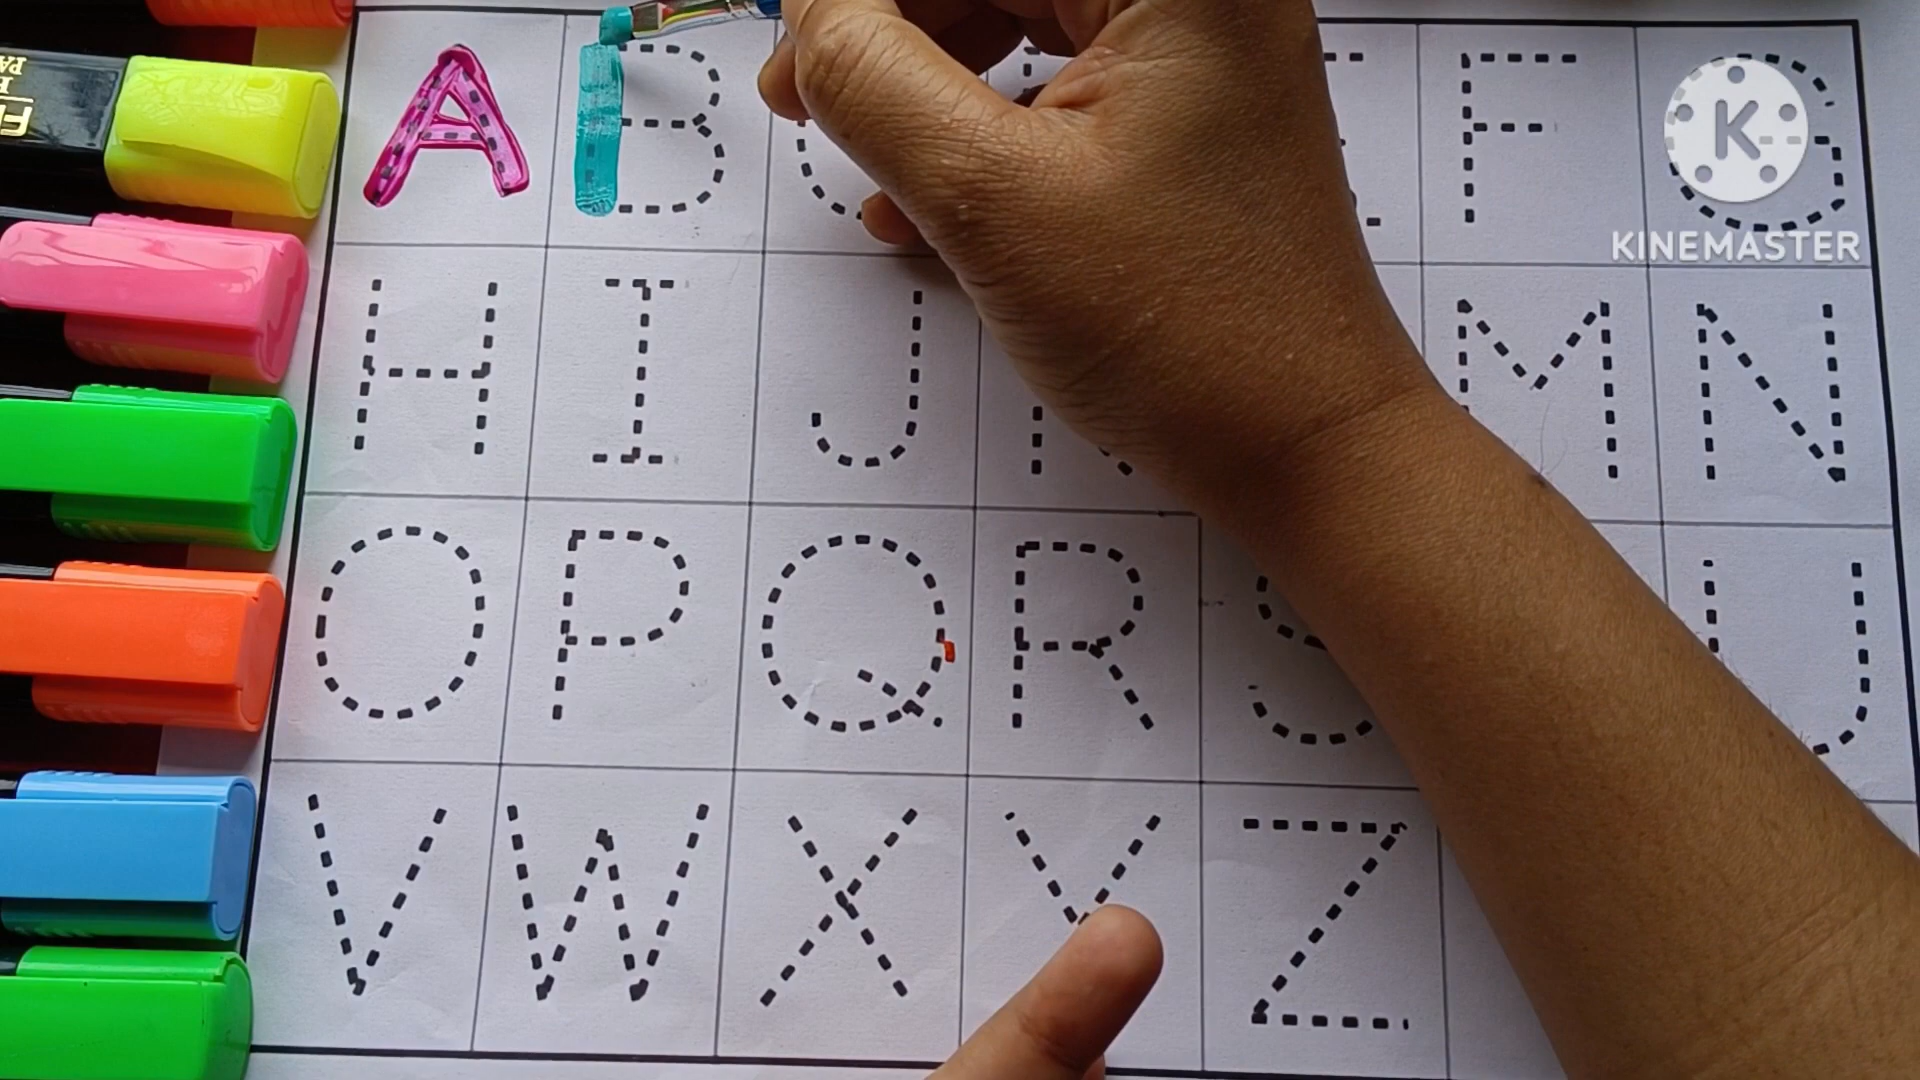 A B F G
H I J K M N
O P Q R S U
V W X Y Z
K
KINEMASTER